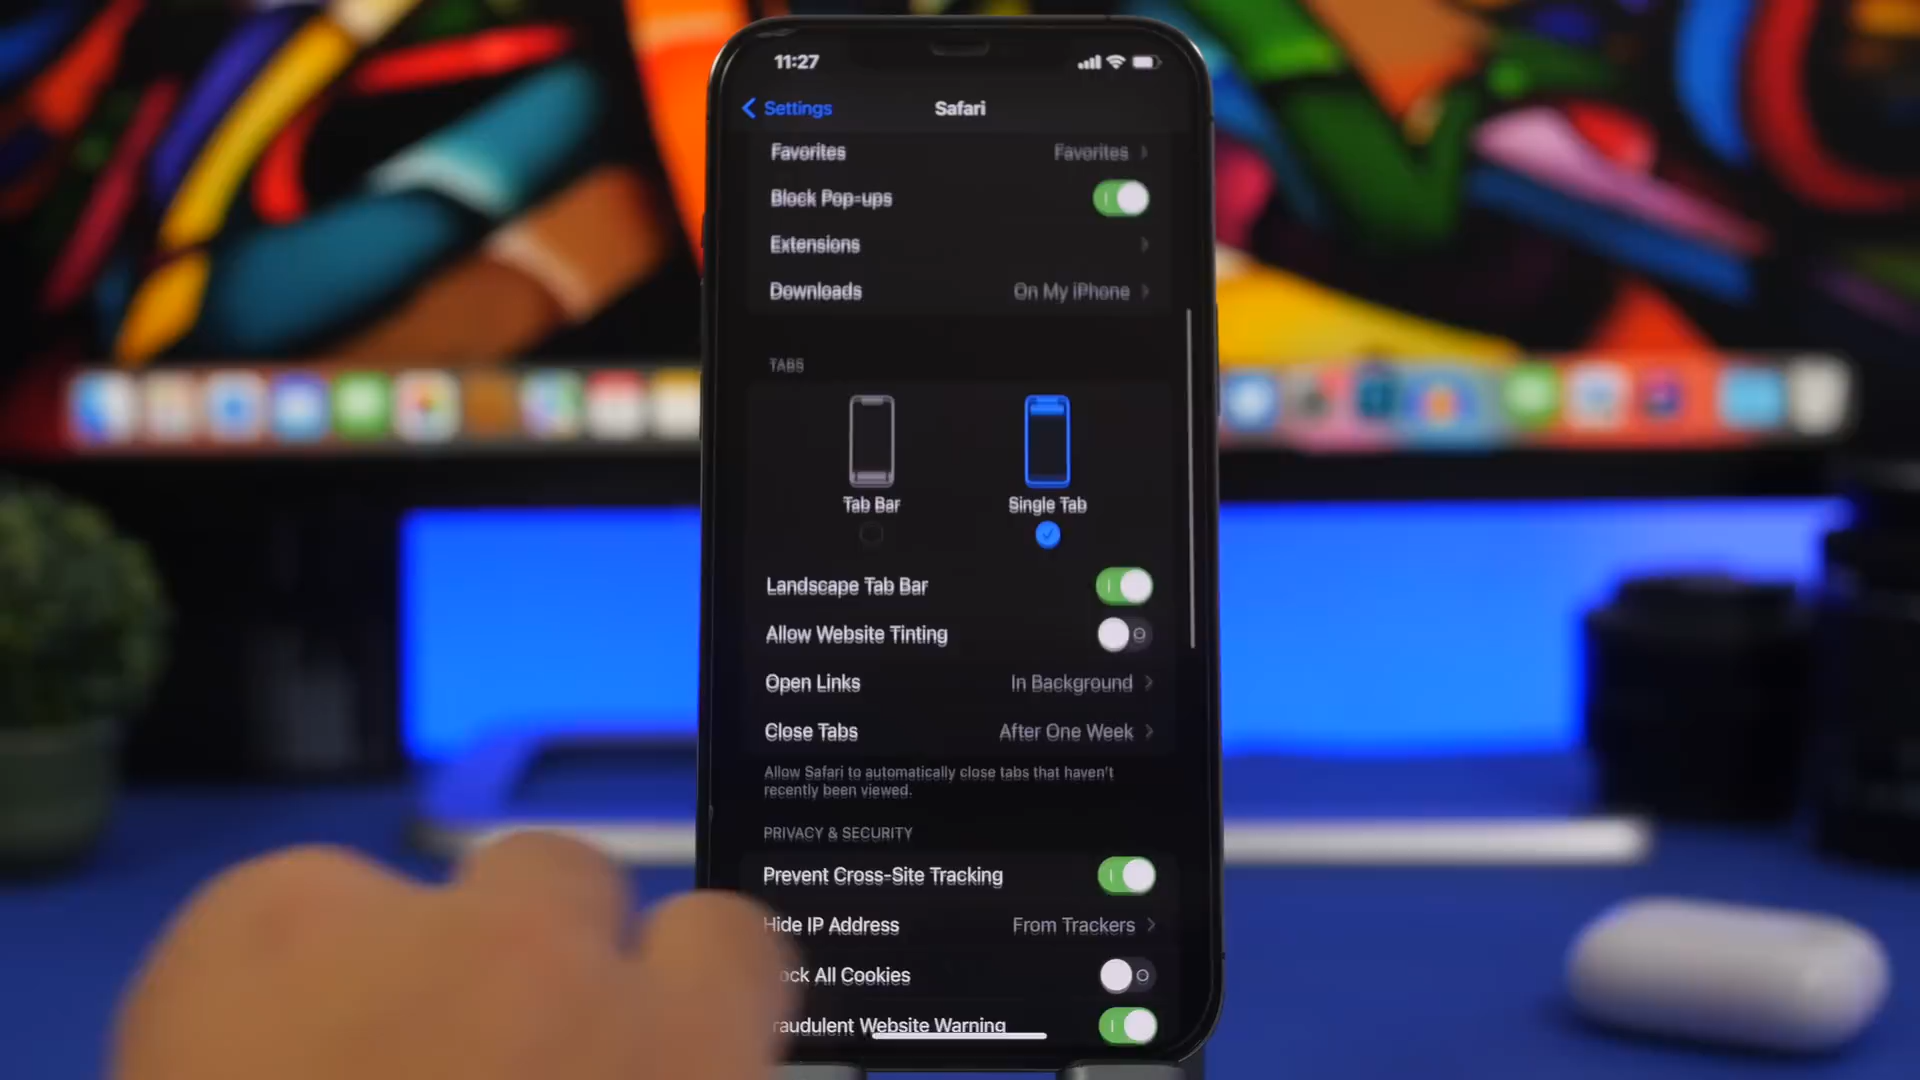 11:27
Settings
Safari
Favorites Favorites
Block Pop-ups
Extensions
Downloads On My iPhone
TABS
Tab Bar Single Tab
Landscape Tab Bar
Allow Website Tinting
Open Links In Background
Close Tabs After One Week
Allow Safari to automatically close tabs that haven't
recently been viewed.
PRIVACY & SECURITY
Prevent Cross-Site Tracking
Hide IP Address From Trackers
ock All Cookies
raudulent Website Warning